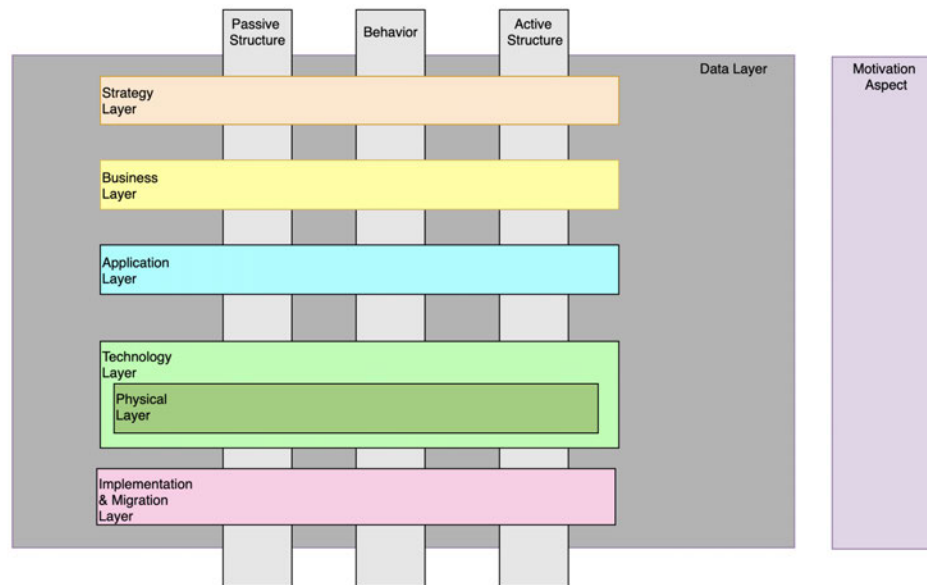 Passive
Structure
Behavior
Active
Structure
Data Layer
Motivation
Aspect
Strategy
Layer
Business
Layer
Application
Layer
Technology
Layer
Physical
Layer
Implementation
& Migration
Layer